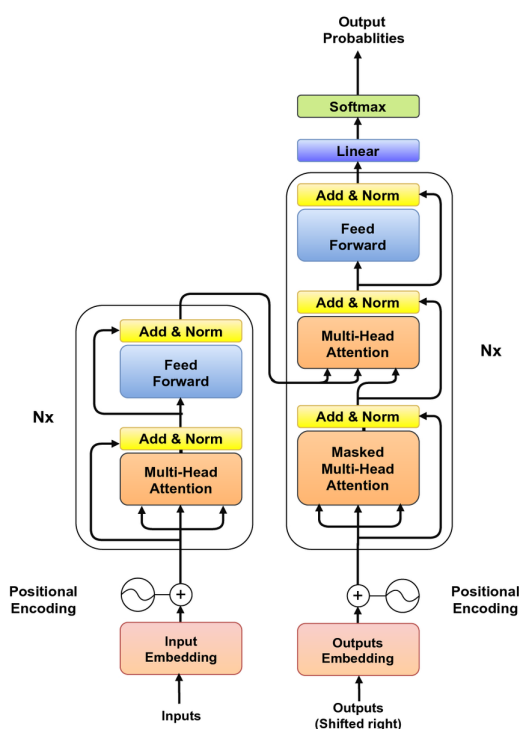 Output
Probablities
Softmax
Linear
Add & Norm
Feed
Forward
Add & Norm
Multi-Head
Attention
Nx
Add & Norm
Masked
Multi-Head
Attention
Add & Norm
Feed
Forward
Nx
Add & Norm
Multi-Head
Attention
Positional
Encoding
+
+
Positional
Encoding
Input
Embedding
Outputs
Embedding
Inputs
Outputs
(Shifted right)